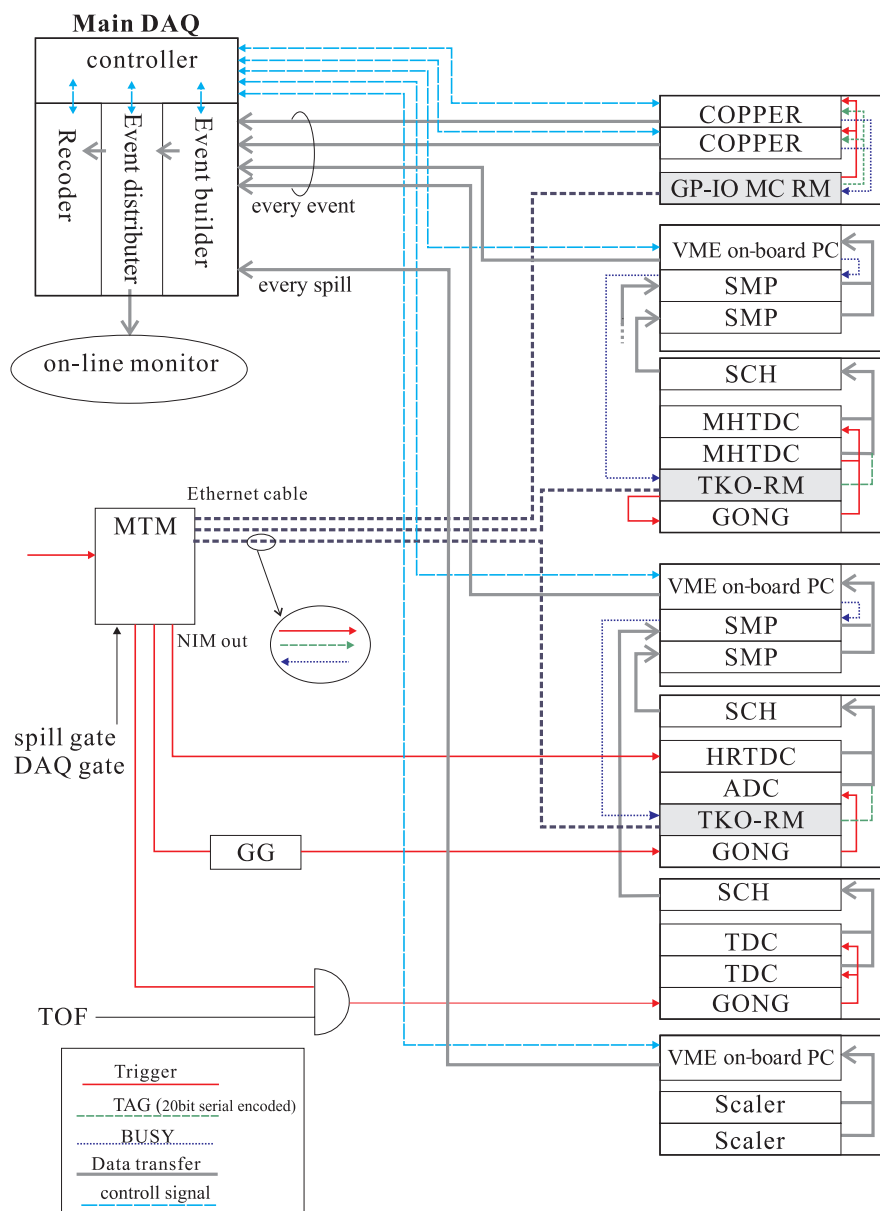 Main DAQ
controller
Recoder
Event distributer
Event builder
every event
every spill
on-line monitor
COPPER
COPPER
GP-IO MC RM
VME on-board PC
SMP
SMP
SCH
MHTDC
MHTDC
TKO-RM
GONG
Ethernet cable
MTM
NIM out
spill gate
DAQ gate
VME on-board PC
SMP
SMP
SCH
HRTDC
ADC
TKO-RM
GONG
GG
SCH
TDC
TDC
GONG
TOF
VME on-board PC
Scaler
Scaler
Trigger
TAG (20bit serial encoded)
BUSY
Data transfer
controll signal